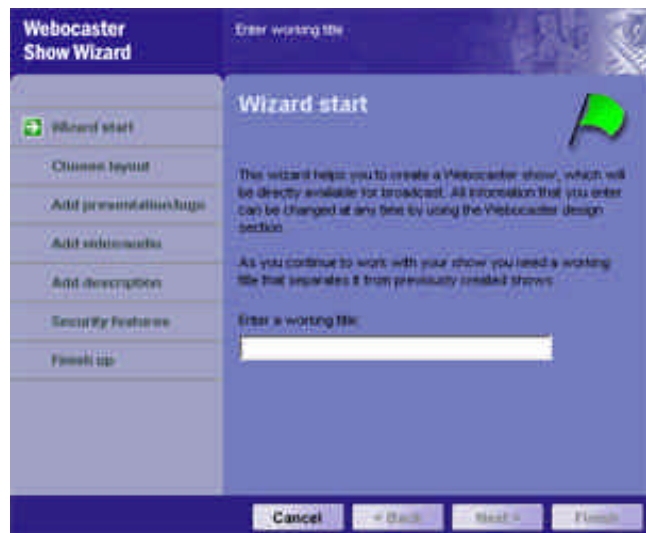 Webocaster
Show Wizard
Enter working title
Wizard start
Wizard start
Choose layout
Add presentation/logo
Add video/audio
Add description
Security features
Finish up
This wizard helps you to create a Webocaster show, which will
be directly available for broadcast. All information that you enter
can be changed at any time by using the Webocaster design
section.
As you continue to work with your show you need a working
title that separates it from previously created shows.
Enter a working title:
Cancel
< Back
Next >
Finish